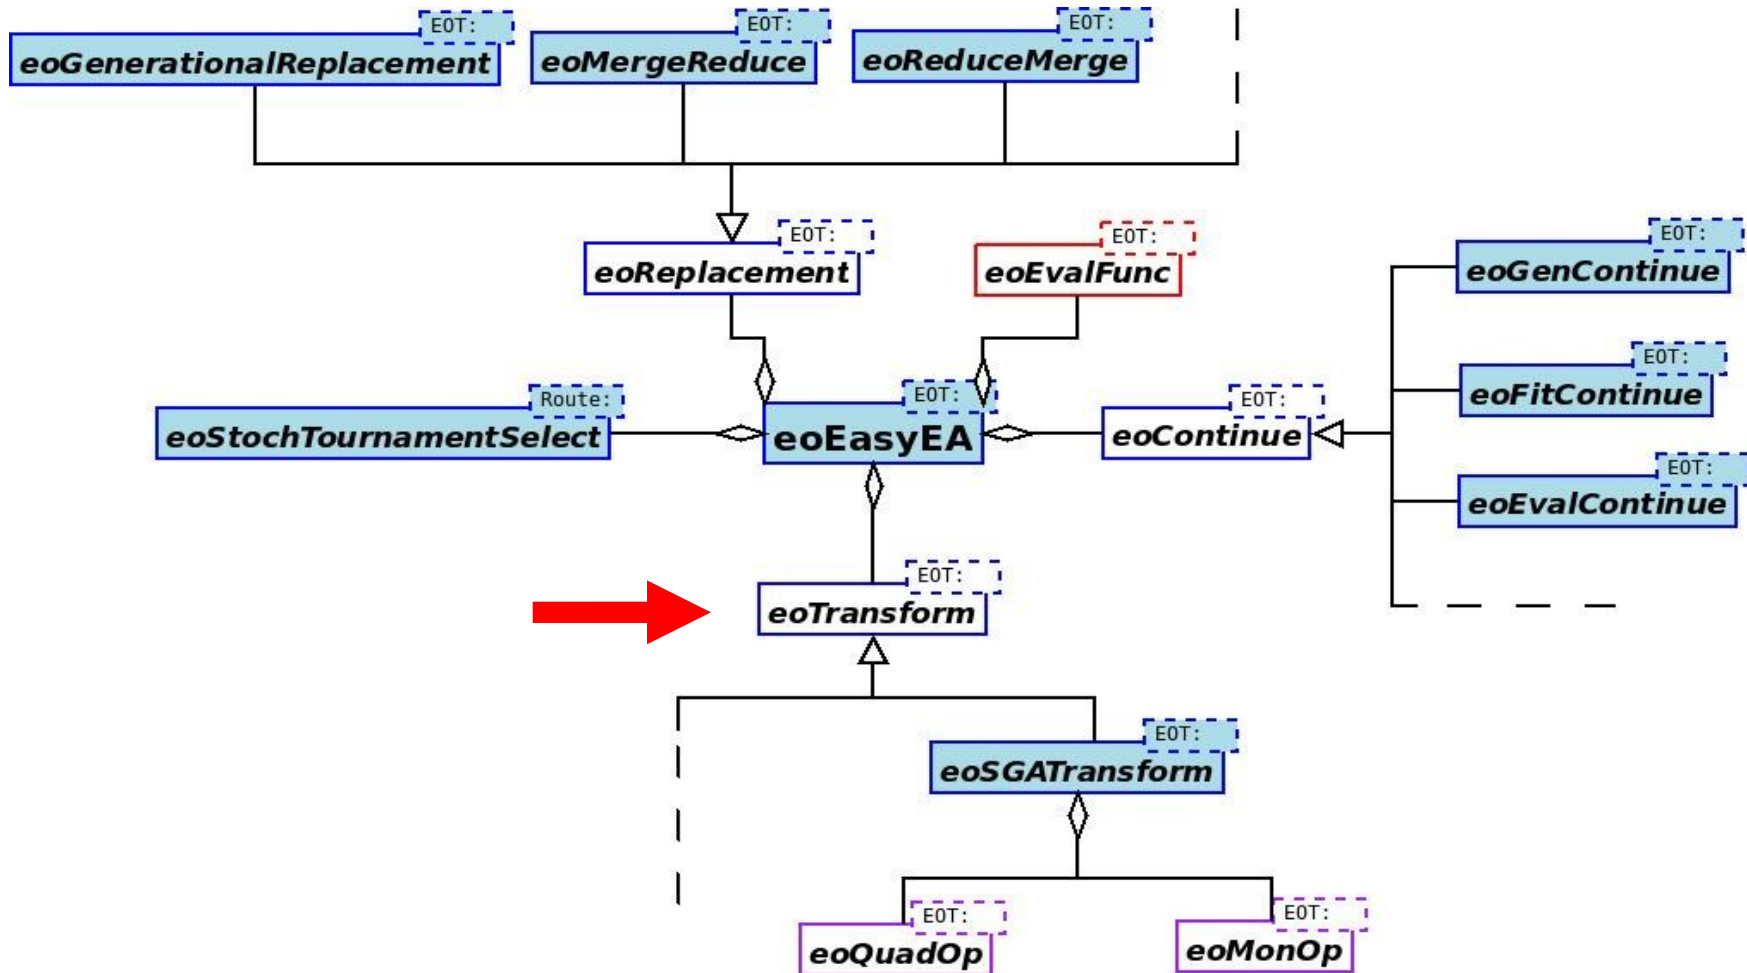 EOT:
eoGenerationalReplacement
EOT:
eoMergeReduce
EOT:
eoReduceMerge
EOT:
eoReplacement
EOT:
eoEvalFunc
EOT:
eoGenContinue
EOT:
eoFitContinue
EOT:
eoEvalContinue
Route:
eoStochTournamentSelect
EOT:
eoEasyEA
EOT:
eoContinue
EOT:
eoTransform
EOT:
eoSGATransform
EOT:
eoQuadOp
EOT:
eoMonOp